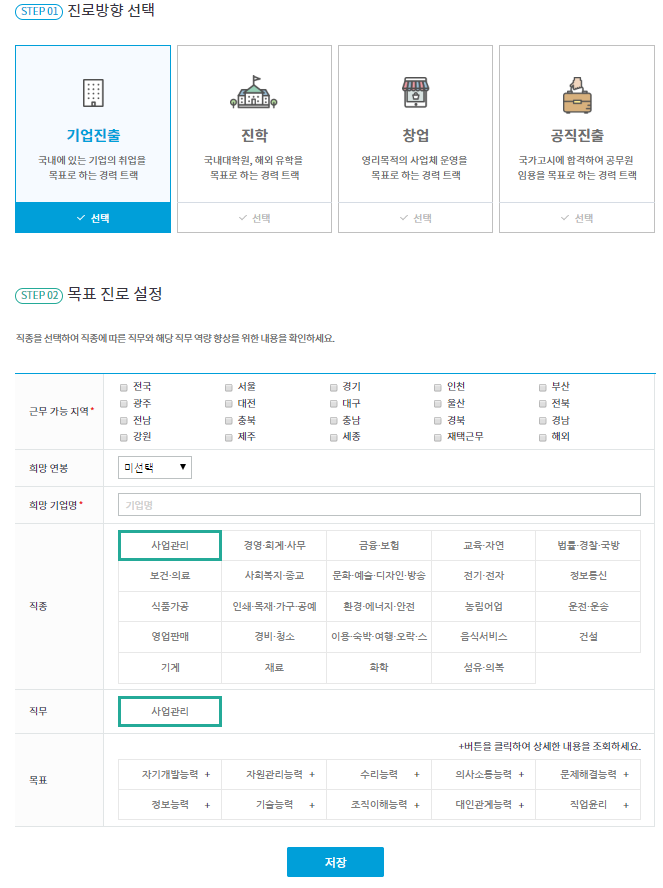 STEP 01 진로방향 선택
기업진출 진학 창업 공직진출
국내에 있는 기업의 취업을 국내대학원, 해외 유학을 영리목적의 사업체 운영을 국가고시에 합격하여 공무원
목표로 하는 경력 트랙 목표로 하는 경력 트랙 목표로 하는 경력 트랙 임용을 목표로 하는 경력 트랙
선택 선택 선택 선택
STEP 02 목표 진로 설정
직종을 선택하여 직종에 따른 직무와 해당 직무 역량 향상을 위한 내용을 확인하세요.
근무 가능 지역*
전국 서울 경기 인천 부산
광주 대전 대구 울산 전북
전남 충북 충남 경북 경남
강원 제주 세종 재택근무 해외
희망 연봉 미선택 ▼
희망 기업명* 기업명
직종
사업관리 경영·회계·사무 금융·보험 교육·자연 법률·경찰·국방
보건·의료 사회복지·종교 문화·예술·디자인·방송 전기·전자 정보통신
식품가공 인쇄·목재·가구·공예 환경·에너지·안전 농림어업 운전·운송
영업판매 경비·청소 이용·숙박·여행·오락·스 음식서비스 건설
기계 재료 화학 섬유·의복
직무 사업관리
+버튼을 클릭하여 상세한 내용을 조회하세요.
목표
자기개발능력 + 자원관리능력 + 수리능력 + 의사소통능력 + 문제해결능력 +
정보능력 + 기술능력 + 조직이해능력 + 대인관계능력 + 직업윤리 +
저장